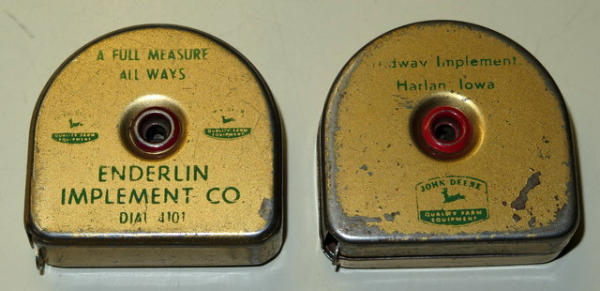 A FULL MEASURE
ALL WAYS
QUALITY FARM
EQUIPMENT
QUALITY FARM
EQUIPMENT
ENDERLIN
IMPLEMENT CO.
DIAL 4101
Implement
Harlan, Iowa
JOHN DEERE
QUALITY FARM
EQUIPMENT